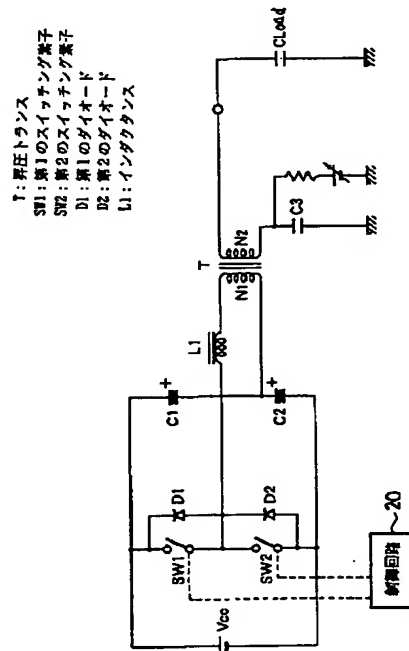 T:昇圧トランス
SW1:第1のスイッチング素子
SW2:第2のスイッチング素子
D1:第1のダイオード
D2:第2のダイオード
L1:インダクタンス
CLoad
T
N1
N2
C3
L1
C1
+
C2
+
D1
D2
SW1
SW2
Vcc
制御回路
20